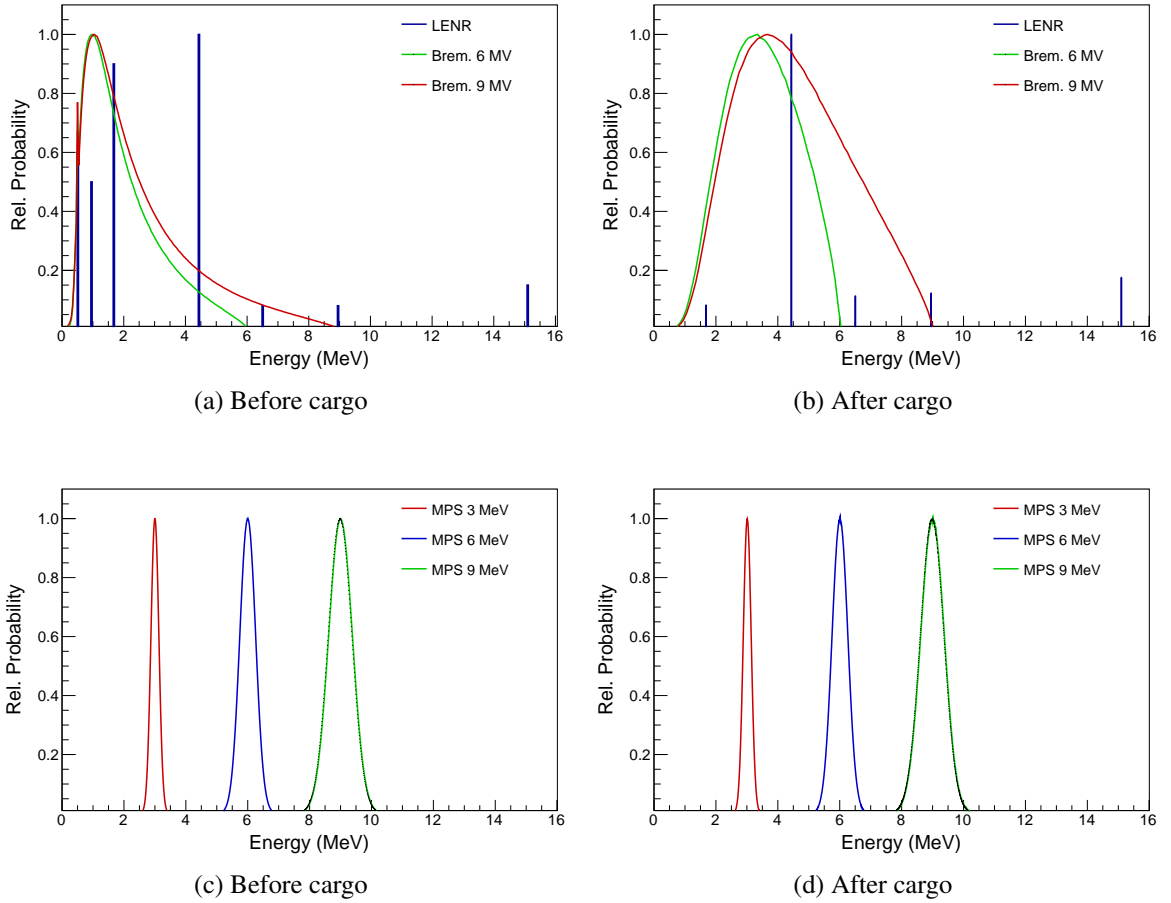 LENR
Brem. 6 MV
Brem. 9 MV
Rel. Probability
1.0
0.8
0.6
0.4
0.2
0 2 4 6 8 10 12 14 16
Energy (MeV)
(a) Before cargo
LENR
Brem. 6 MV
Brem. 9 MV
Rel. Probability
1.0
0.8
0.6
0.4
0.2
0 2 4 6 8 10 12 14 16
Energy (MeV)
(b) After cargo
MPS 3 MeV
MPS 6 MeV
MPS 9 MeV
Rel. Probability
1.0
0.8
0.6
0.4
0.2
0 2 4 6 8 10 12 14 16
Energy (MeV)
(c) Before cargo
MPS 3 MeV
MPS 6 MeV
MPS 9 MeV
Rel. Probability
1.0
0.8
0.6
0.4
0.2
0 2 4 6 8 10 12 14 16
Energy (MeV)
(d) After cargo